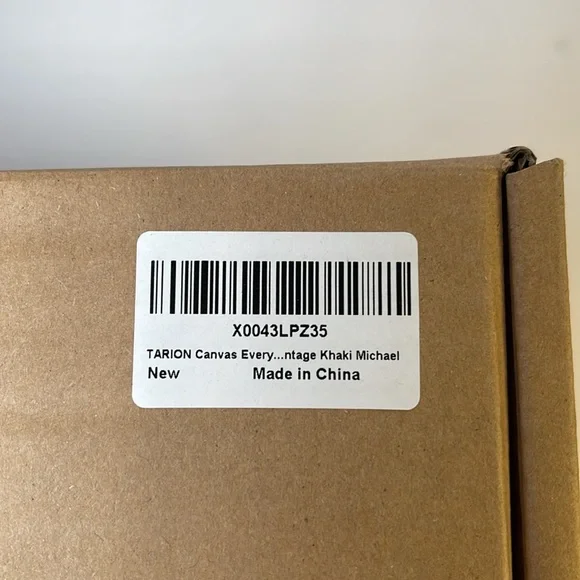 X0043LPZ35
TARION Canvas Every...ntage Khaki Michael
New Made in China